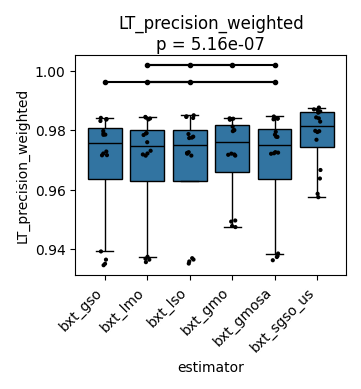 LT_precision_weighted
p = 5.16e-07
LT_precision_weighted
1.00
0.98
0.96
0.94
bxt_gso
bxt_lmo
bxt_lso
bxt_gmo
bxt_gmosa
bxt_sgso_us
estimator